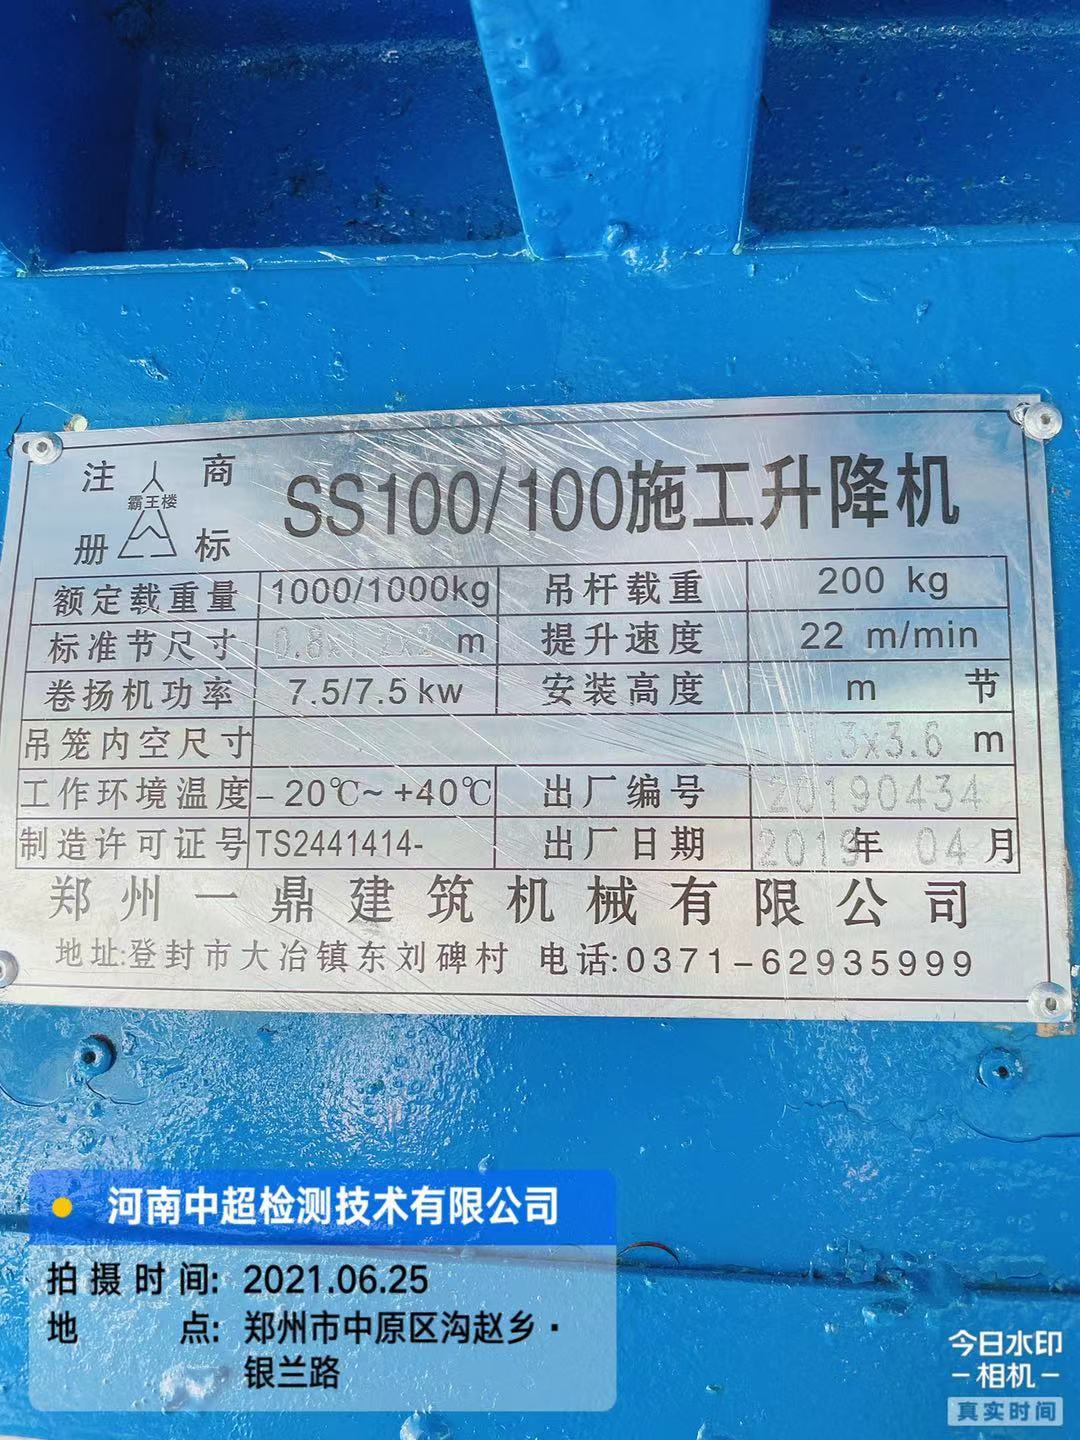 注 商
霸王楼
册 标
SS100/100施工升降机
额定载重量 1000/1000kg 吊杆载重 200 kg
标准节尺寸 m 提升速度 22 m/min
卷扬机功率 7.5/7.5 kw 安装高度 m 节
吊笼内空尺寸 3x3.6 m
工作环境温度 -20℃~+40℃ 出厂编号 20190434
制造许可证号 TS2441414- 出厂日期 2019年 04月
郑州一鼎建筑机械有限公司
地址:登封市大冶镇东刘碑村 电话:0371-62935999
河南中超检测技术有限公司
拍摄时间: 2021.06.25
地 点: 郑州市中原区沟赵乡·
银兰路
今日水印
-相机-
真实时间